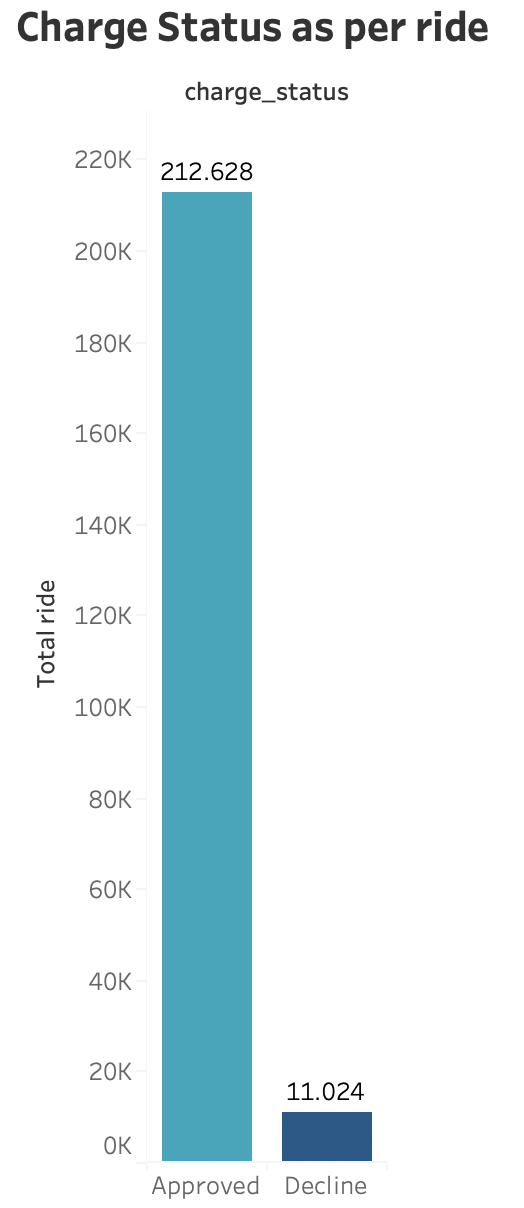 Charge Status as per ride
charge_status
220K
212.628
200K
180K
160K
140K
120K
Total ride
100K
80K
60K
40K
20K
11.024
0K
Approved Decline